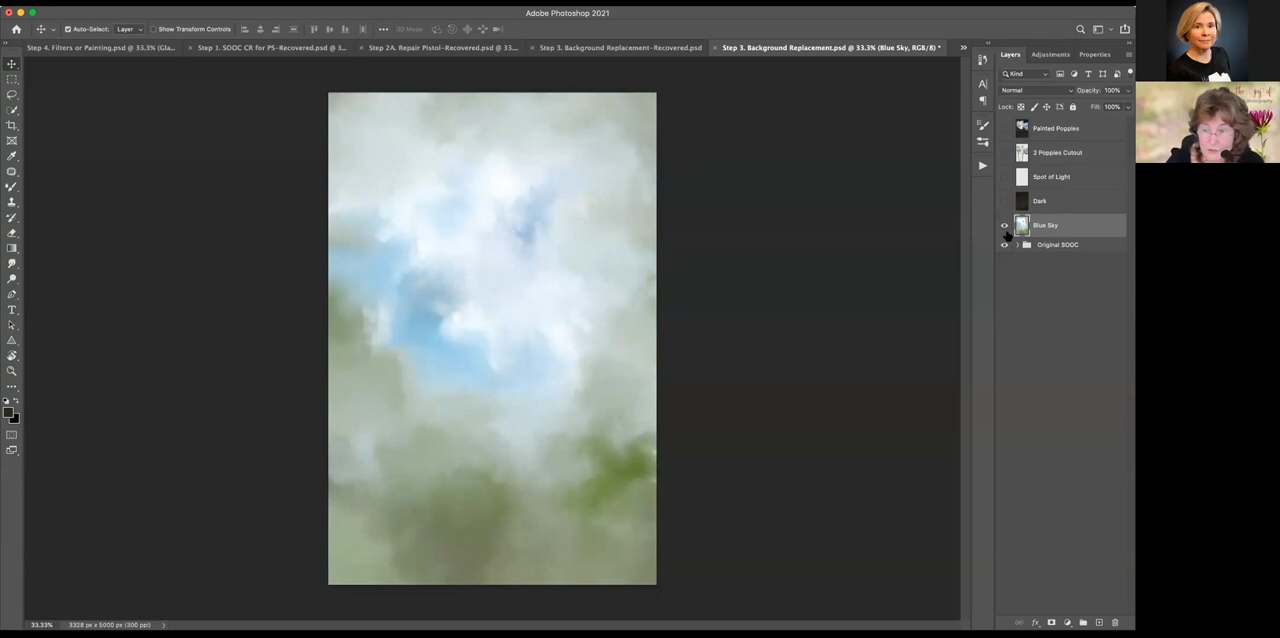 Adobe Photoshop 2021
Auto-Select: Layer Show Transform Controls 3D Mode:
Step 4. Filters or Painting.psd @ 33.3% (Gla... × Step 1. SOOC CR for PS-Recovered.psd @ 3... × Step 2A. Repair Pistol-Recovered.psd @ 33.... × Step 3. Background Replacement-Recovered.psd × Step 3. Background Replacement.psd @ 33.3% (Blue Sky, RGB/8) *
Layers Adjustments Properties
Kind
Normal Opacity: 100%
Lock: Fill: 100%
Painted Poppies
2 Poppies Cutout
Spot of Light
Dark
Blue Sky
Original SOOC
33.33% 3328 px x 5000 px (300 ppi)